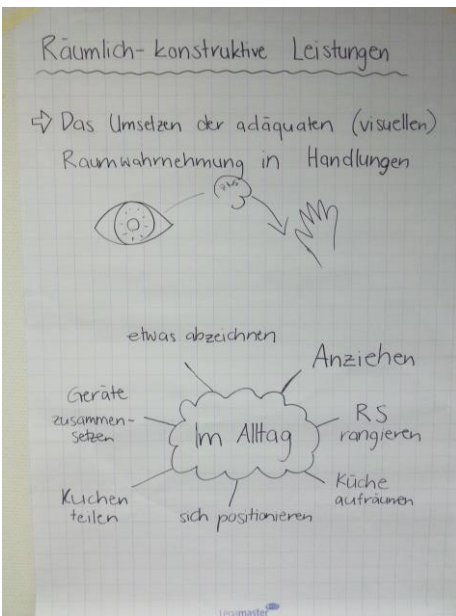 Räumlich-konstruktive Leistungen
⇨ Das Umsetzen der adäquaten (visuellen)
Raumwahrnehmung in Handlungen
etwas abzeichnen
Anziehen
Geräte
zusammen-
setzen
Im Alltag
RS
rangieren
Kuchen
teilen
sich positionieren
Küche
aufräumen
Legamaster